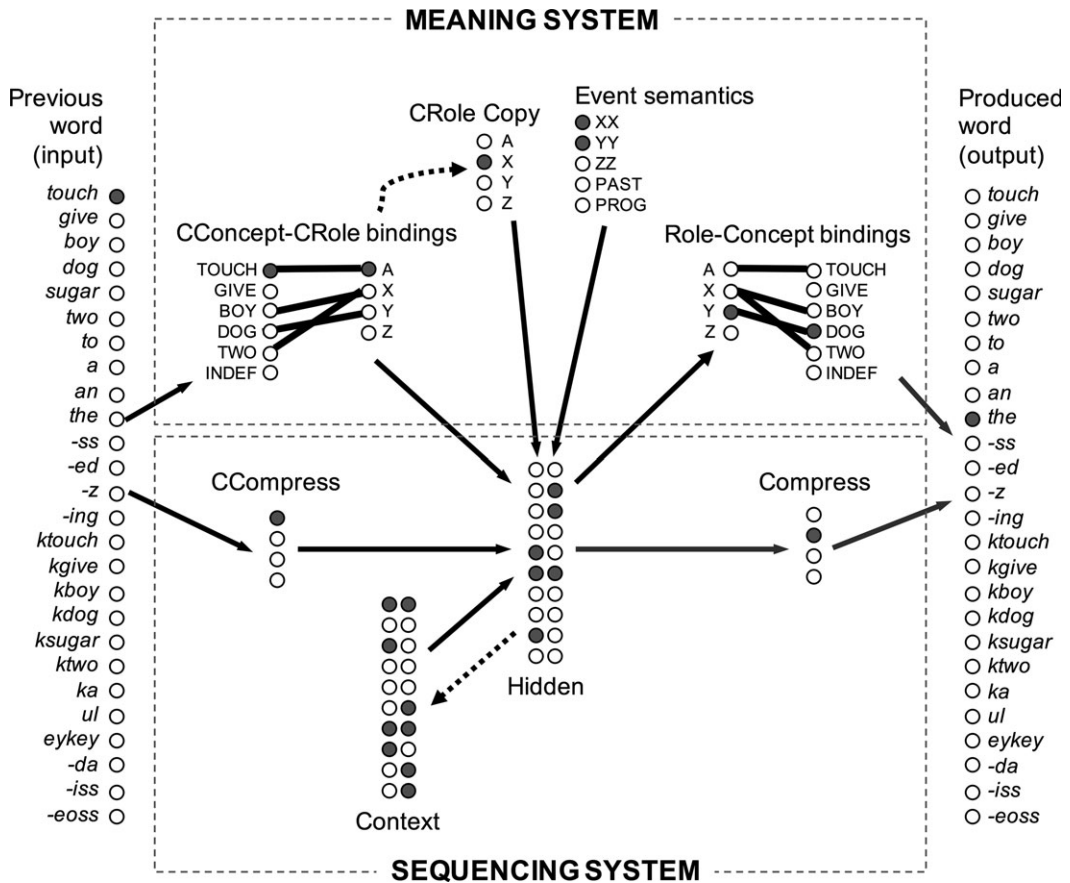 MEANING SYSTEM
Previous
word
(input)
touch
give
boy
dog
sugar
two
to
a
an
the
-ss
-ed
-z
-ing
ktouch
kgive
kboy
kdog
ksugar
ktwo
ka
ul
eykey
-da
-iss
-eoss
CConcept-CRole bindings
TOUCH
GIVE
BOY
DOG
TWO
INDEF
A
X
Y
Z
CRole Copy
A
X
Y
Z
Event semantics
XX
YY
ZZ
PAST
PROG
Role-Concept bindings
A
X
Y
Z
TOUCH
GIVE
BOY
DOG
TWO
INDEF
CCompress
Context
Hidden
Compress
Produced
word
(output)
touch
give
boy
dog
sugar
two
to
a
an
the
-ss
-ed
-z
-ing
ktouch
kgive
kboy
kdog
ksugar
ktwo
ka
ul
eykey
-da
-iss
-eoss
SEQUENCING SYSTEM